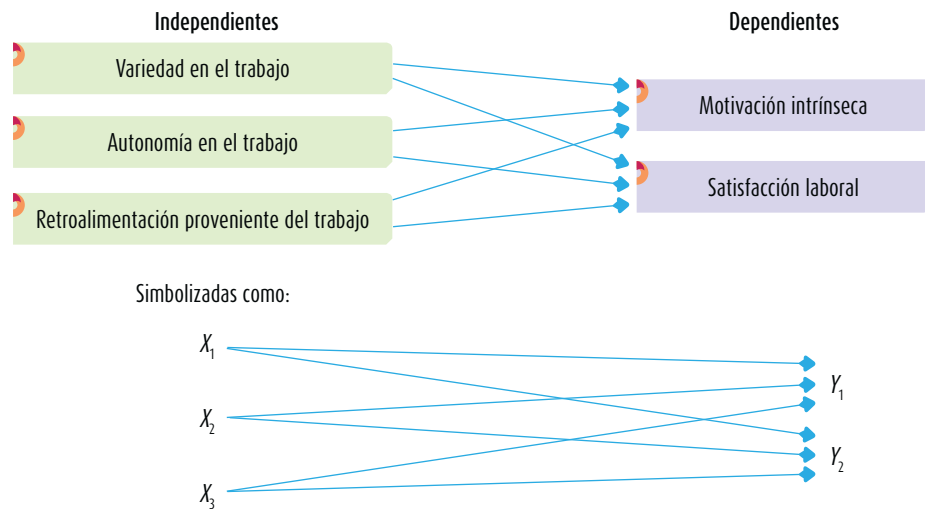 Independientes
Dependientes
Variedad en el trabajo
Motivación intrínseca
Autonomía en el trabajo
Satisfacción laboral
Retroalimentación proveniente del trabajo
Simbolizadas como:
X₁
Y₁
X₂
Y₂
X₃